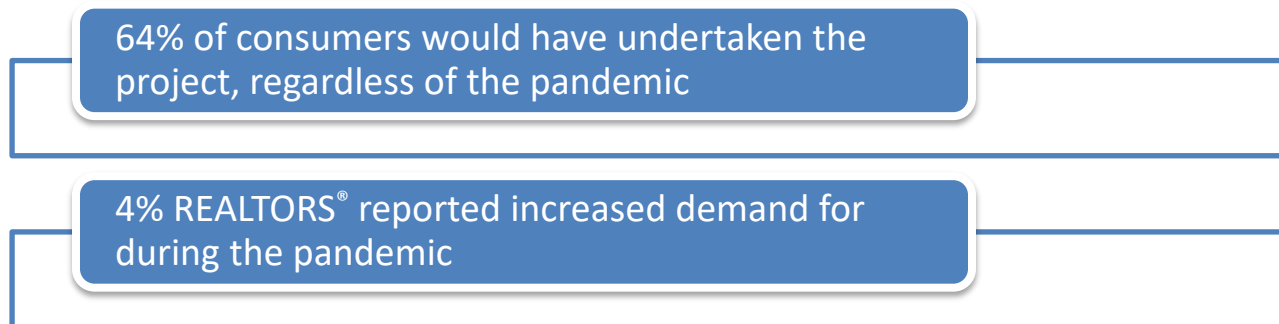 64% of consumers would have undertaken the
project, regardless of the pandemic
4% REALTORS® reported increased demand for
during the pandemic